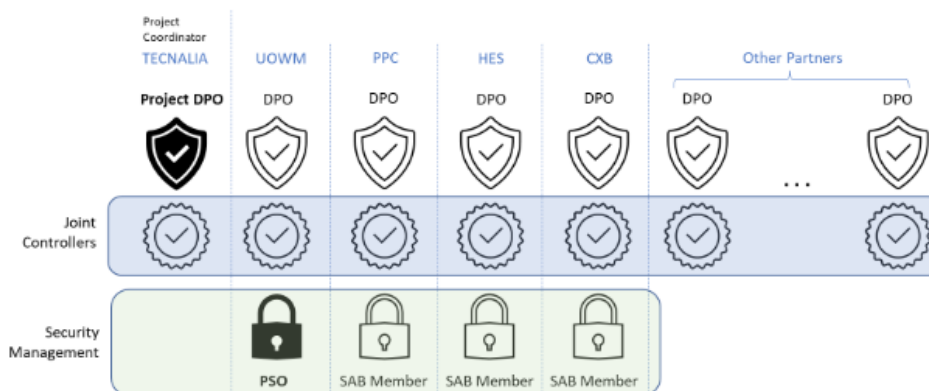 Project
Coordinator
TECNALIA UOWM PPC HES CXB Other Partners
Project DPO DPO DPO DPO DPO DPO DPO
...
Joint
Controllers
Security
Management
PSO SAB Member SAB Member SAB Member